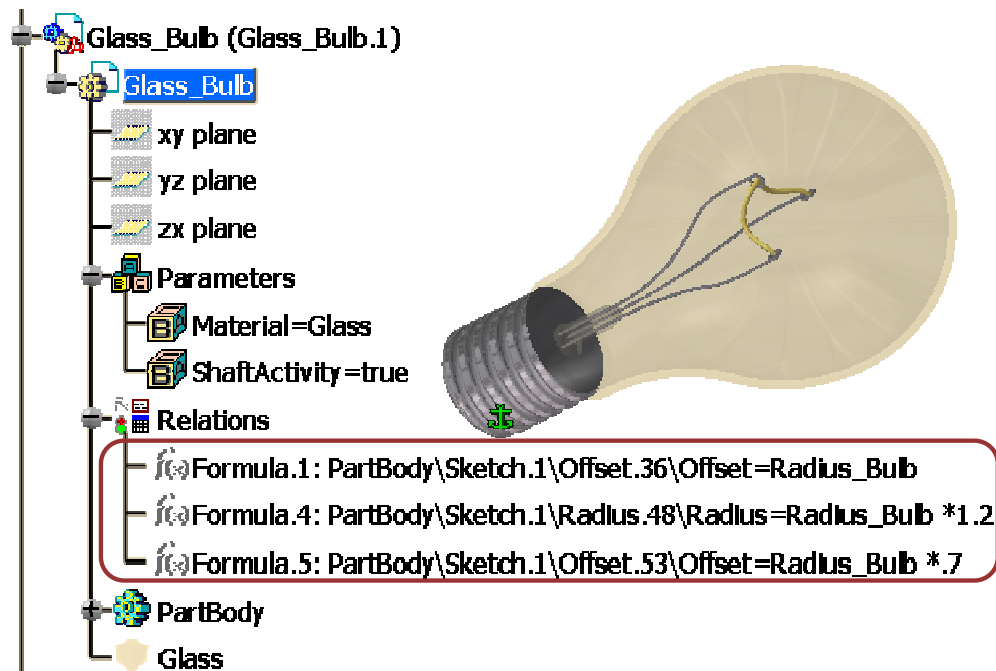 Glass_Bulb (Glass_Bulb.1)
Glass_Bulb
xy plane
yz plane
zx plane
Parameters
Material=Glass
ShaftActivity=true
Relations
Formula.1: PartBody\Sketch.1\Offset.36\Offset=Radius_Bulb
Formula.4: PartBody\Sketch.1\Radius.48\Radius=Radius_Bulb *1.2
Formula.5: PartBody\Sketch.1\Offset.53\Offset=Radius_Bulb *.7
PartBody
Glass